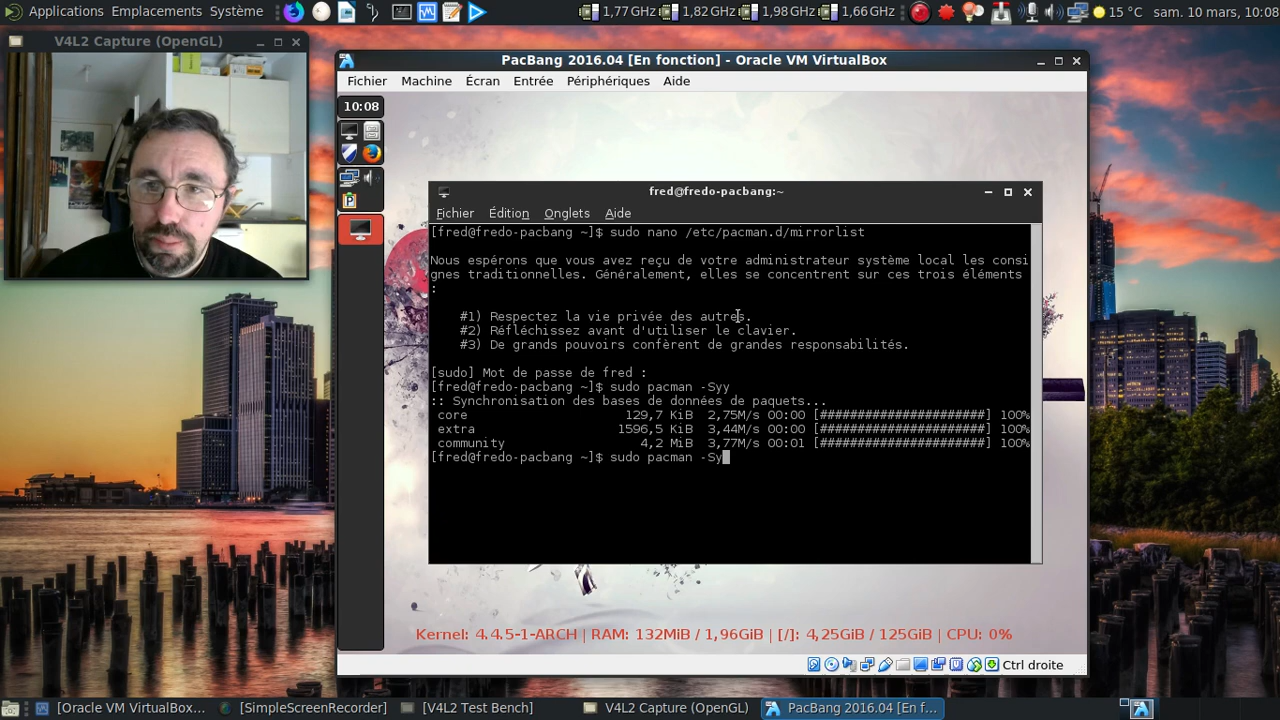 Applications Emplacements Système
1,77 GHz 1,82 GHz 1,98 GHz 1,66 GHz 15 °C sam. 10 mars, 10:08
V4L2 Capture (OpenGL)
PacBang 2016.04 [En fonction] - Oracle VM VirtualBox
Fichier Machine Écran Entrée Périphériques Aide
10:08
fred@fredo-pacbang:~
Fichier Édition Onglets Aide
[fred@fredo-pacbang ~]$ sudo nano /etc/pacman.d/mirrorlist
Nous espérons que vous avez reçu de votre administrateur système local les consi
gnes traditionnelles. Généralement, elles se concentrent sur ces trois éléments
:
#1) Respectez la vie privée des autres.
#2) Réfléchissez avant d'utiliser le clavier.
#3) De grands pouvoirs confèrent de grandes responsabilités.
[sudo] Mot de passe de fred :
[fred@fredo-pacbang ~]$ sudo pacman -Syy
:: Synchronisation des bases de données de paquets...
core 129,7 KiB 2,75M/s 00:00 [######################] 100%
extra 1596,5 KiB 3,44M/s 00:00 [######################] 100%
community 4,2 MiB 3,77M/s 00:01 [######################] 100%
[fred@fredo-pacbang ~]$ sudo pacman -Sy
Kernel: 4.4.5-1-ARCH | RAM: 132MiB / 1,96GiB | [/]: 4,25GiB / 125GiB | CPU: 0%
Ctrl droite
[Oracle VM VirtualBox... [SimpleScreenRecorder] [V4L2 Test Bench] V4L2 Capture (OpenGL) PacBang 2016.04 [En f...